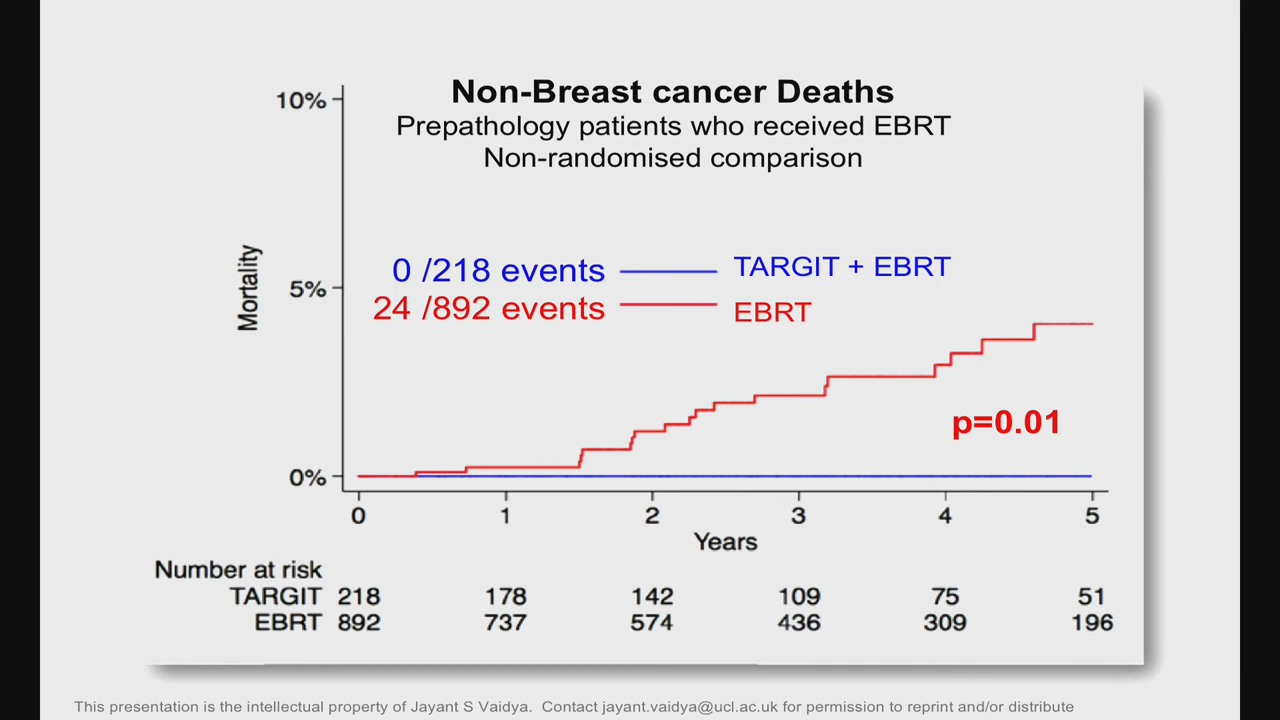 Non-Breast cancer Deaths
Prepathology patients who received EBRT
Non-randomised comparison
10%
5%
0%
Mortality
0 /218 events TARGIT + EBRT
24 /892 events EBRT
p=0.01
0 1 2 3 4 5
Years
Number at risk
TARGIT 218 178 142 109 75 51
EBRT 892 737 574 436 309 196
This presentation is the intellectual property of Jayant S Vaidya. Contact jayant.vaidya@ucl.ac.uk for permission to reprint and/or distribute